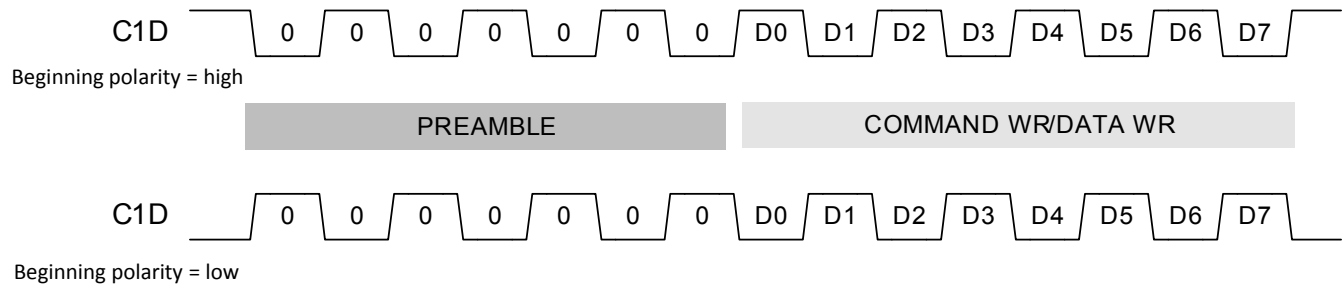 C1D 0 0 0 0 0 0 0 D0 D1 D2 D3 D4 D5 D6 D7
Beginning polarity = high
PREAMBLE COMMAND WR/DATA WR
C1D 0 0 0 0 0 0 0 D0 D1 D2 D3 D4 D5 D6 D7
Beginning polarity = low